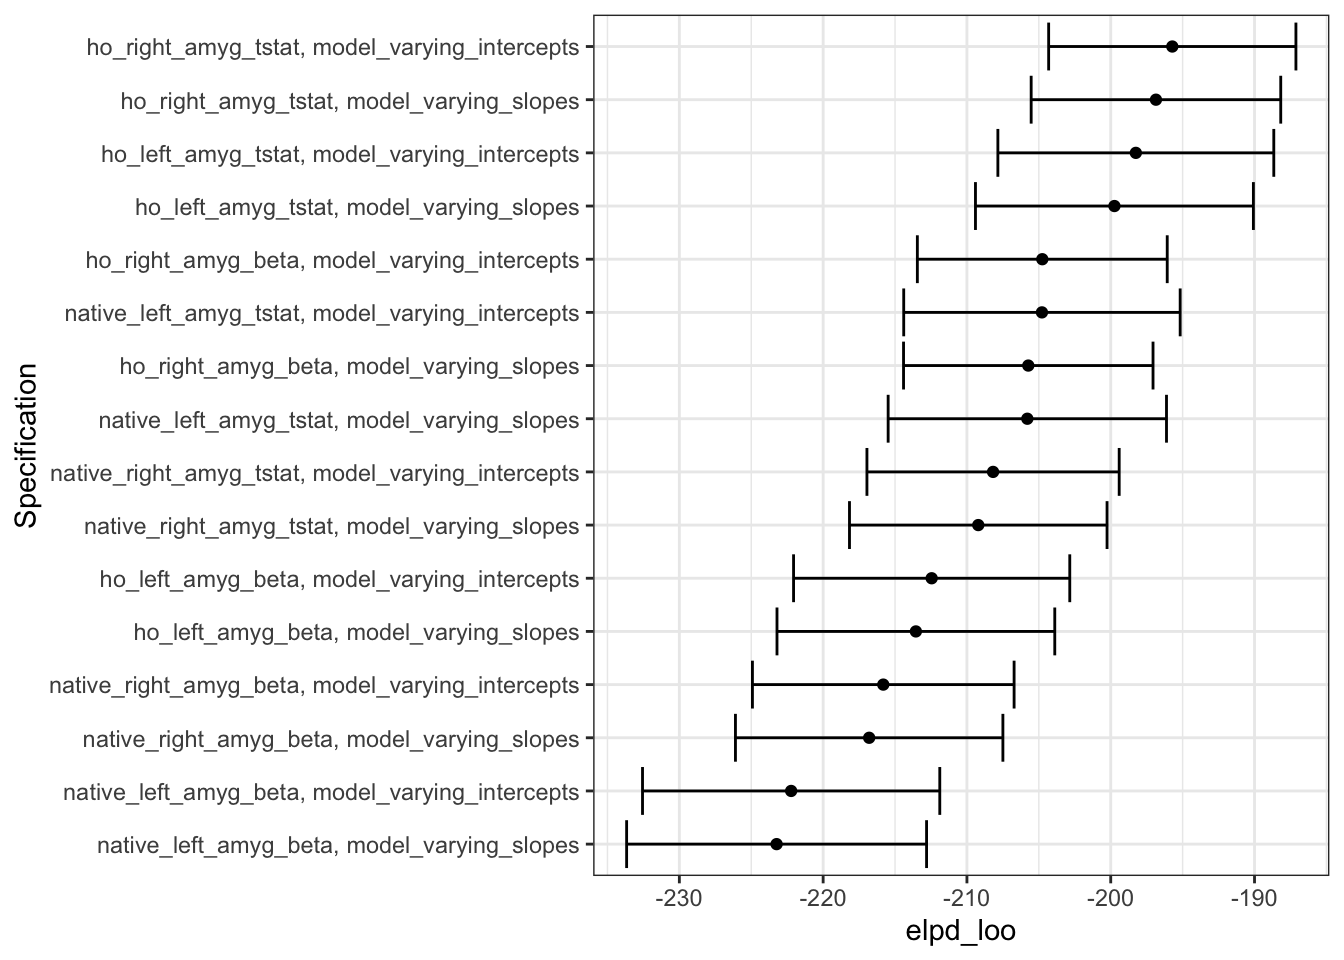 ho_right_amyg_tstat, model_varying_intercepts
ho_right_amyg_tstat, model_varying_slopes
ho_left_amyg_tstat, model_varying_intercepts
ho_left_amyg_tstat, model_varying_slopes
ho_right_amyg_beta, model_varying_intercepts
native_left_amyg_tstat, model_varying_intercepts
ho_right_amyg_beta, model_varying_slopes
native_left_amyg_tstat, model_varying_slopes
native_right_amyg_tstat, model_varying_intercepts
native_right_amyg_tstat, model_varying_slopes
ho_left_amyg_beta, model_varying_intercepts
ho_left_amyg_beta, model_varying_slopes
native_right_amyg_beta, model_varying_intercepts
native_right_amyg_beta, model_varying_slopes
native_left_amyg_beta, model_varying_intercepts
native_left_amyg_beta, model_varying_slopes
Specification
-230 -220 -210 -200 -190
elpd_loo